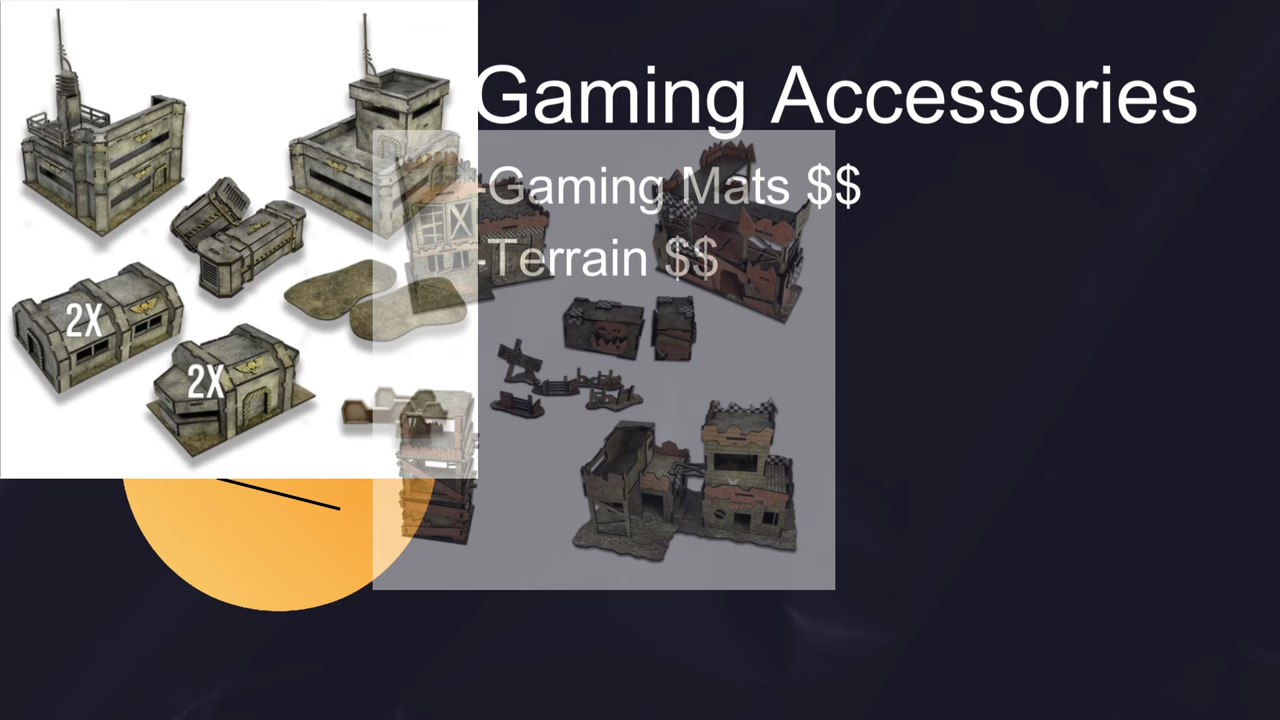 Gaming Accessories
-Gaming Mats $$
-Terrain $$
2X
2X